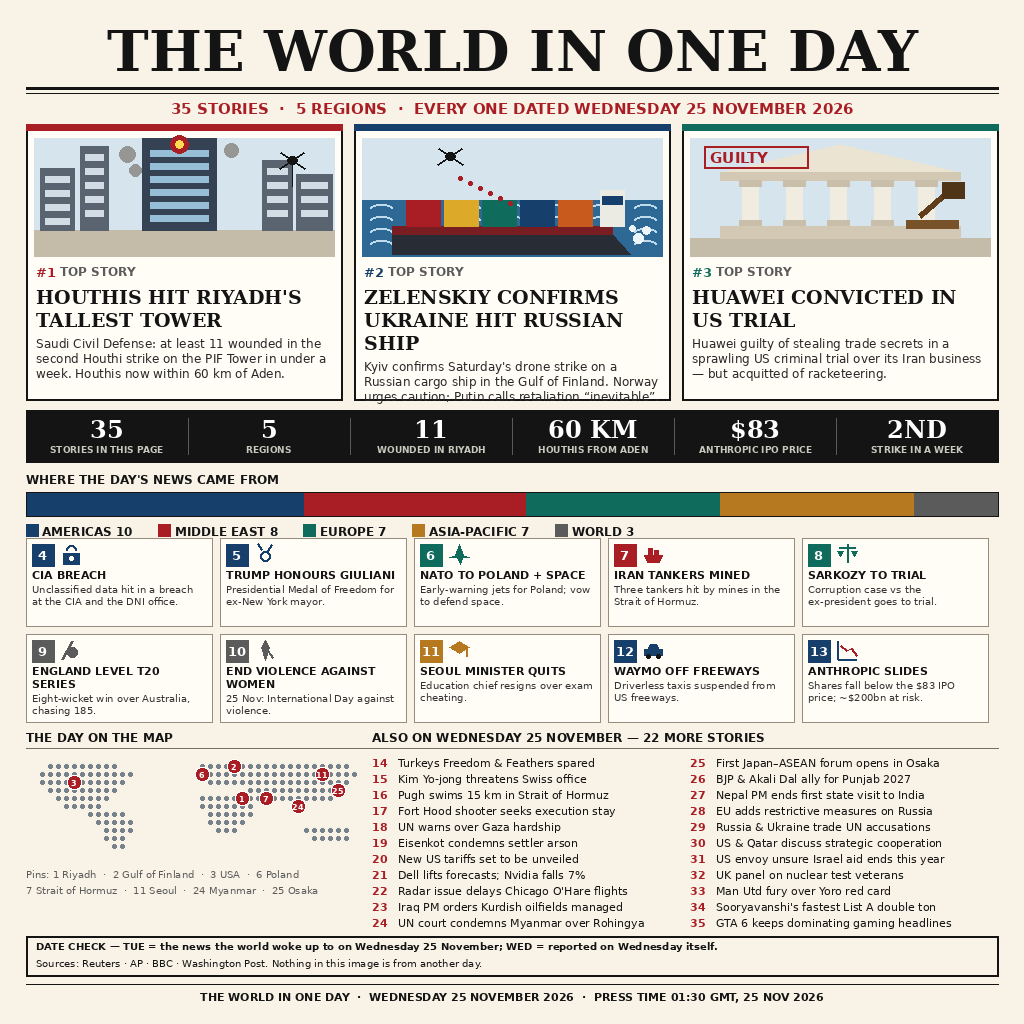 THE WORLD IN ONE DAY
35 STORIES · 5 REGIONS · EVERY ONE DATED WEDNESDAY 25 NOVEMBER 2026
#1 TOP STORY
HOUTHIS HIT RIYADH'S
TALLEST TOWER
Saudi Civil Defense: at least 11 wounded in the
second Houthi strike on the PIF Tower in under a
week. Houthis now within 60 km of Aden.
#2 TOP STORY
ZELENSKIY CONFIRMS
UKRAINE HIT RUSSIAN
SHIP
Kyiv confirms Saturday's drone strike on a
Russian cargo ship in the Gulf of Finland. Norway
urges caution; Putin calls retaliation “inevitable”
GUILTY
#3 TOP STORY
HUAWEI CONVICTED IN
US TRIAL
Huawei guilty of stealing trade secrets in a
sprawling US criminal trial over its Iran business
— but acquitted of racketeering.
35
STORIES IN THIS PAGE
5
REGIONS
11
WOUNDED IN RIYADH
60 KM
HOUTHIS FROM ADEN
$83
ANTHROPIC IPO PRICE
2ND
STRIKE IN A WEEK
WHERE THE DAY'S NEWS CAME FROM
AMERICAS 10
MIDDLE EAST 8
EUROPE 7
ASIA-PACIFIC 7
WORLD 3
4
CIA BREACH
Unclassified data hit in a breach
at the CIA and the DNI office.
5
TRUMP HONOURS GIULIANI
Presidential Medal of Freedom for
ex-New York mayor.
6
NATO TO POLAND + SPACE
Early-warning jets for Poland; vow
to defend space.
7
IRAN TANKERS MINED
Three tankers hit by mines in the
Strait of Hormuz.
8
SARKOZY TO TRIAL
Corruption case vs the
ex-president goes to trial.
9
ENGLAND LEVEL T20
SERIES
Eight-wicket win over Australia,
chasing 185.
10
END VIOLENCE AGAINST
WOMEN
25 Nov: International Day against
violence.
11
SEOUL MINISTER QUITS
Education chief resigns over exam
cheating.
12
WAYMO OFF FREEWAYS
Driverless taxis suspended from
US freeways.
13
ANTHROPIC SLIDES
Shares fall below the $83 IPO
price; ~$200bn at risk.
THE DAY ON THE MAP
3
6
2
11
1
7
25
24
Pins: 1 Riyadh · 2 Gulf of Finland · 3 USA · 6 Poland
7 Strait of Hormuz · 11 Seoul · 24 Myanmar · 25 Osaka
ALSO ON WEDNESDAY 25 NOVEMBER — 22 MORE STORIES
14 Turkeys Freedom & Feathers spared
15 Kim Yo-jong threatens Swiss office
16 Pugh swims 15 km in Strait of Hormuz
17 Fort Hood shooter seeks execution stay
18 UN warns over Gaza hardship
19 Eisenkot condemns settler arson
20 New US tariffs set to be unveiled
21 Dell lifts forecasts; Nvidia falls 7%
22 Radar issue delays Chicago O'Hare flights
23 Iraq PM orders Kurdish oilfields managed
24 UN court condemns Myanmar over Rohingya
25 First Japan–ASEAN forum opens in Osaka
26 BJP & Akali Dal ally for Punjab 2027
27 Nepal PM ends first state visit to India
28 EU adds restrictive measures on Russia
29 Russia & Ukraine trade UN accusations
30 US & Qatar discuss strategic cooperation
31 US envoy unsure Israel aid ends this year
32 UK panel on nuclear test veterans
33 Man Utd fury over Yoro red card
34 Sooryavanshi's fastest List A double ton
35 GTA 6 keeps dominating gaming headlines
DATE CHECK — TUE = the news the world woke up to on Wednesday 25 November; WED = reported on Wednesday itself.
Sources: Reuters · AP · BBC · Washington Post. Nothing in this image is from another day.
THE WORLD IN ONE DAY · WEDNESDAY 25 NOVEMBER 2026 · PRESS TIME 01:30 GMT, 25 NOV 2026